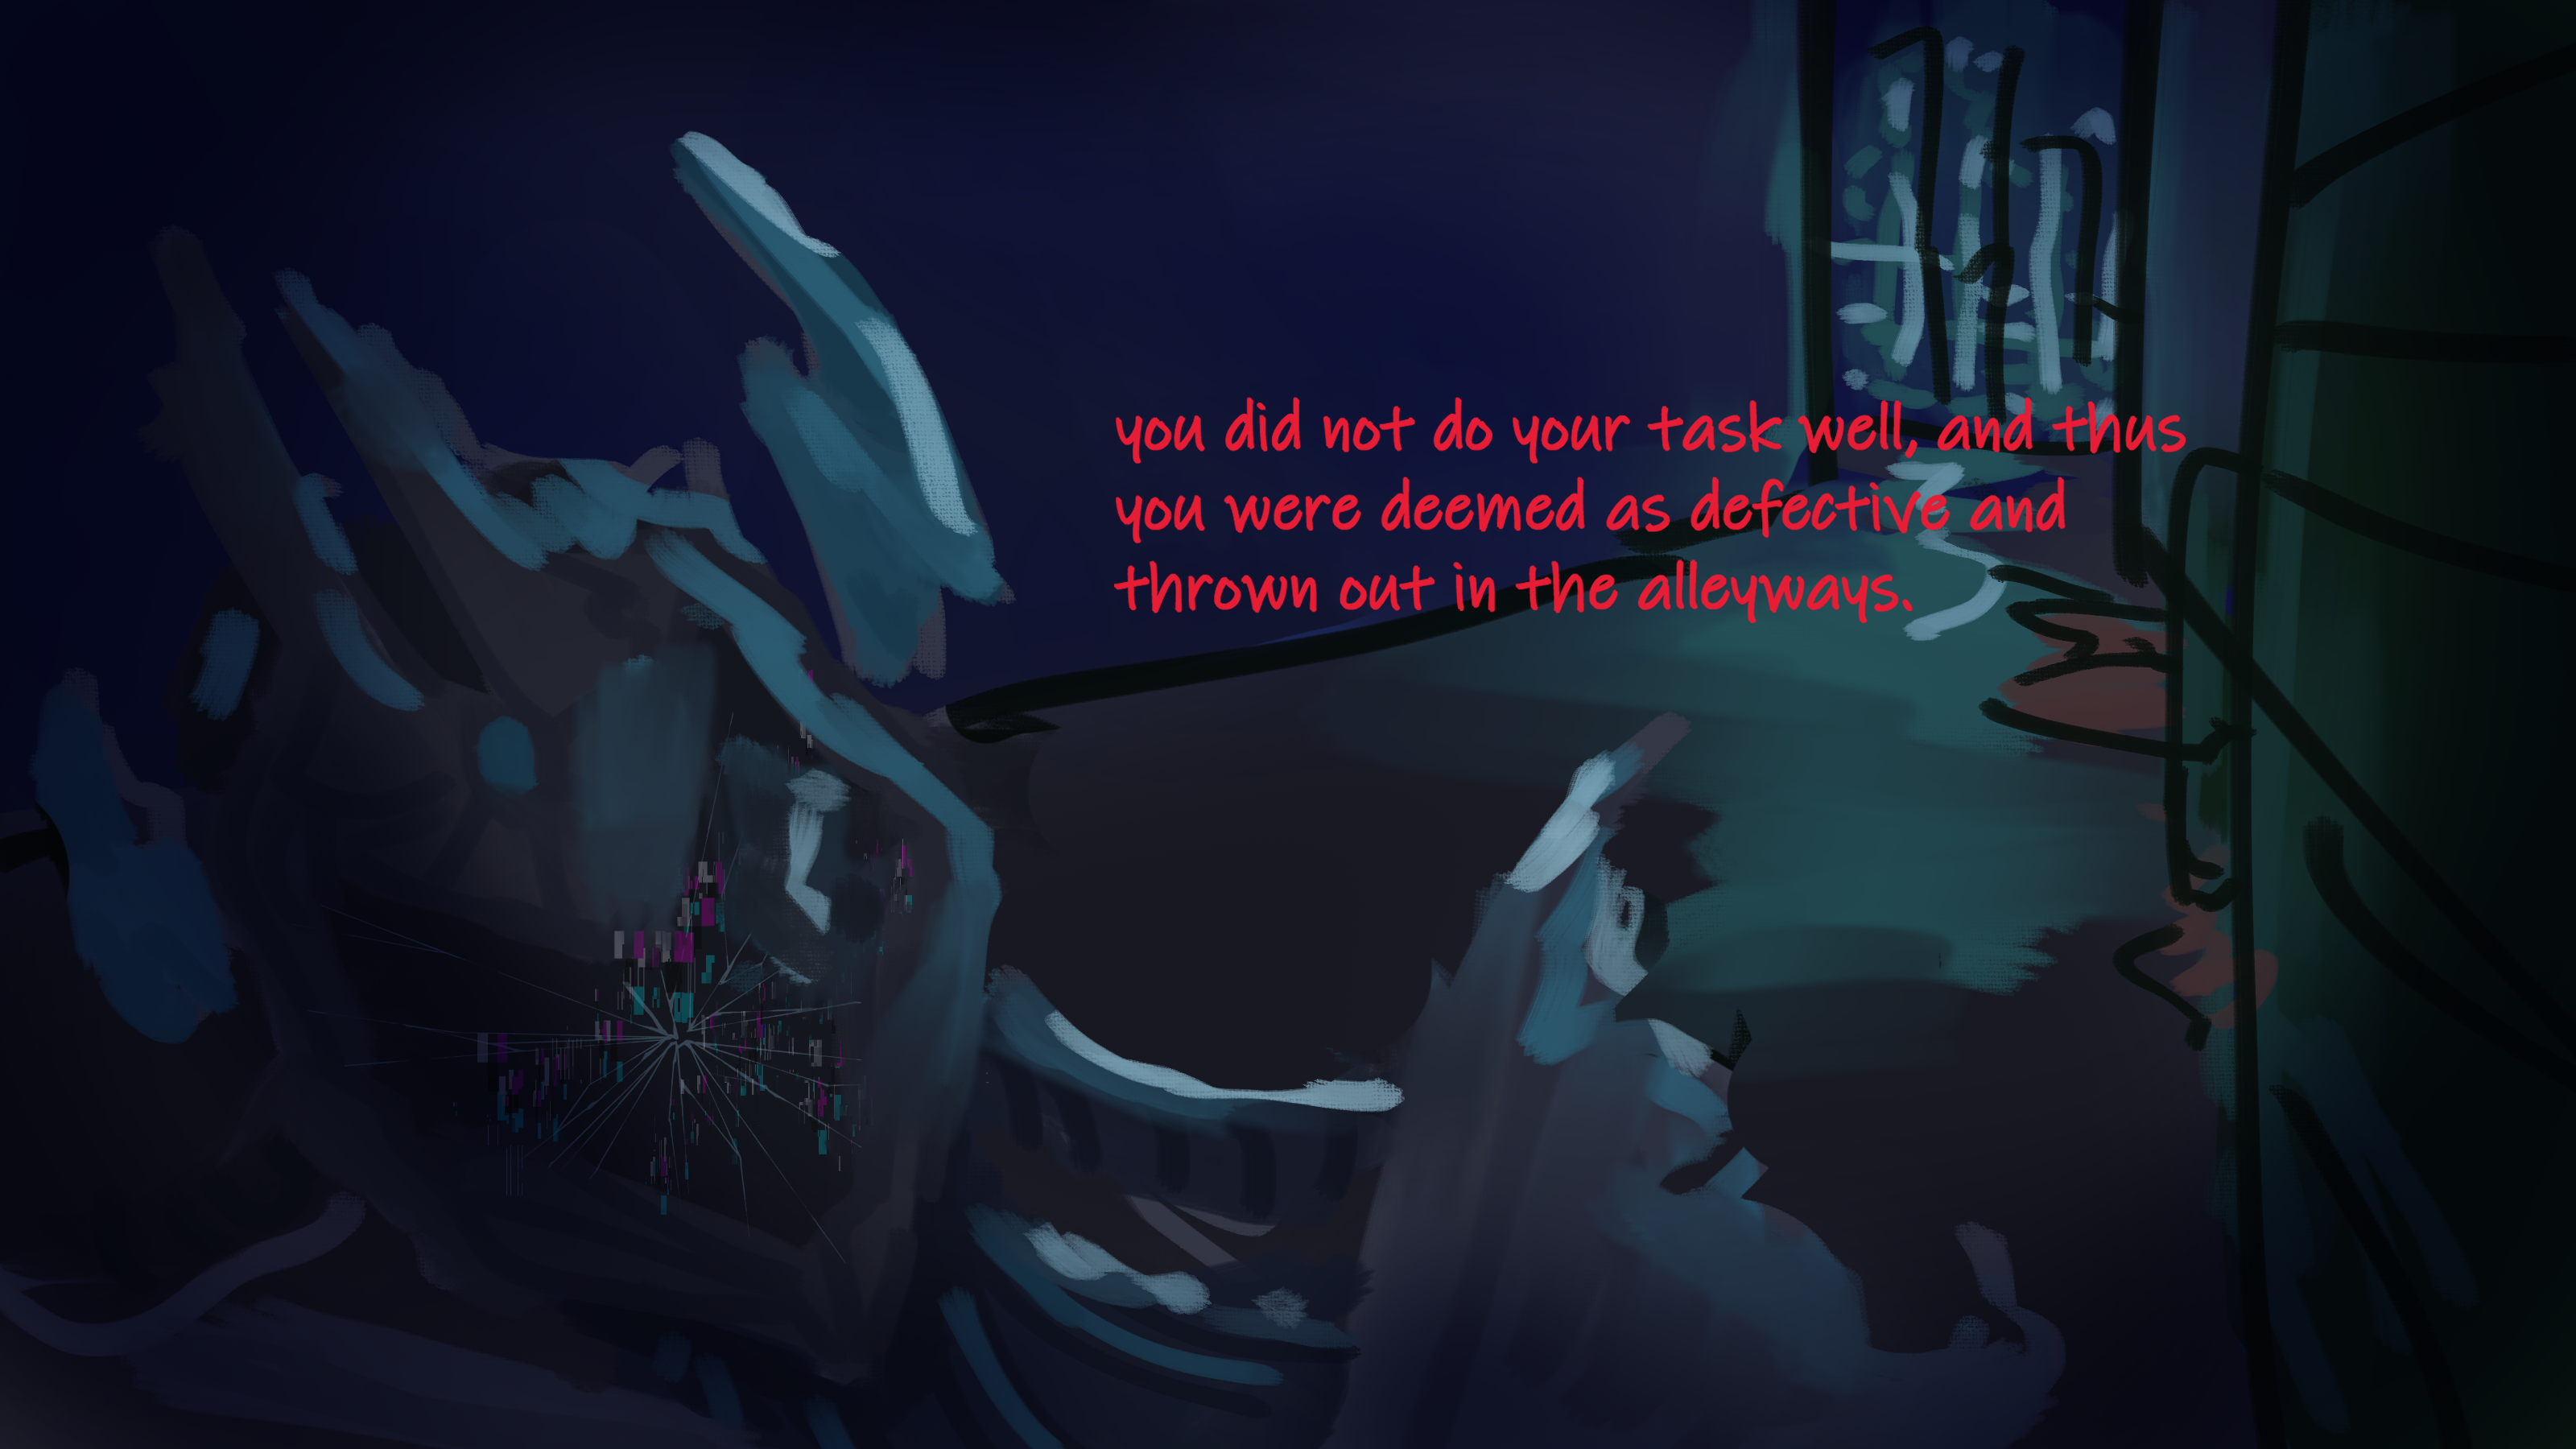 you did not do your task well, and thus
you were deemed as defective and
thrown out in the alleyways.